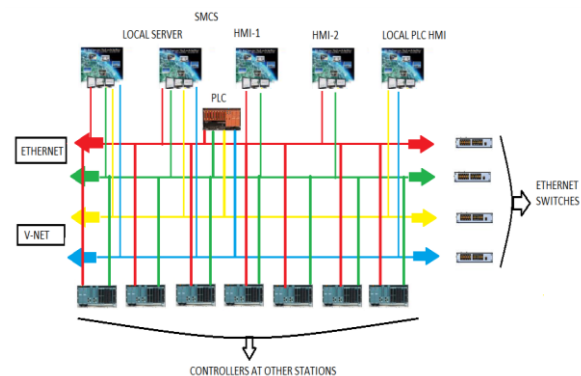 SMCS
LOCAL SERVER
HMI-1
HMI-2
LOCAL PLC HMI
PLC
ETHERNET
V-NET
ETHERNET
SWITCHES
CONTROLLERS AT OTHER STATIONS